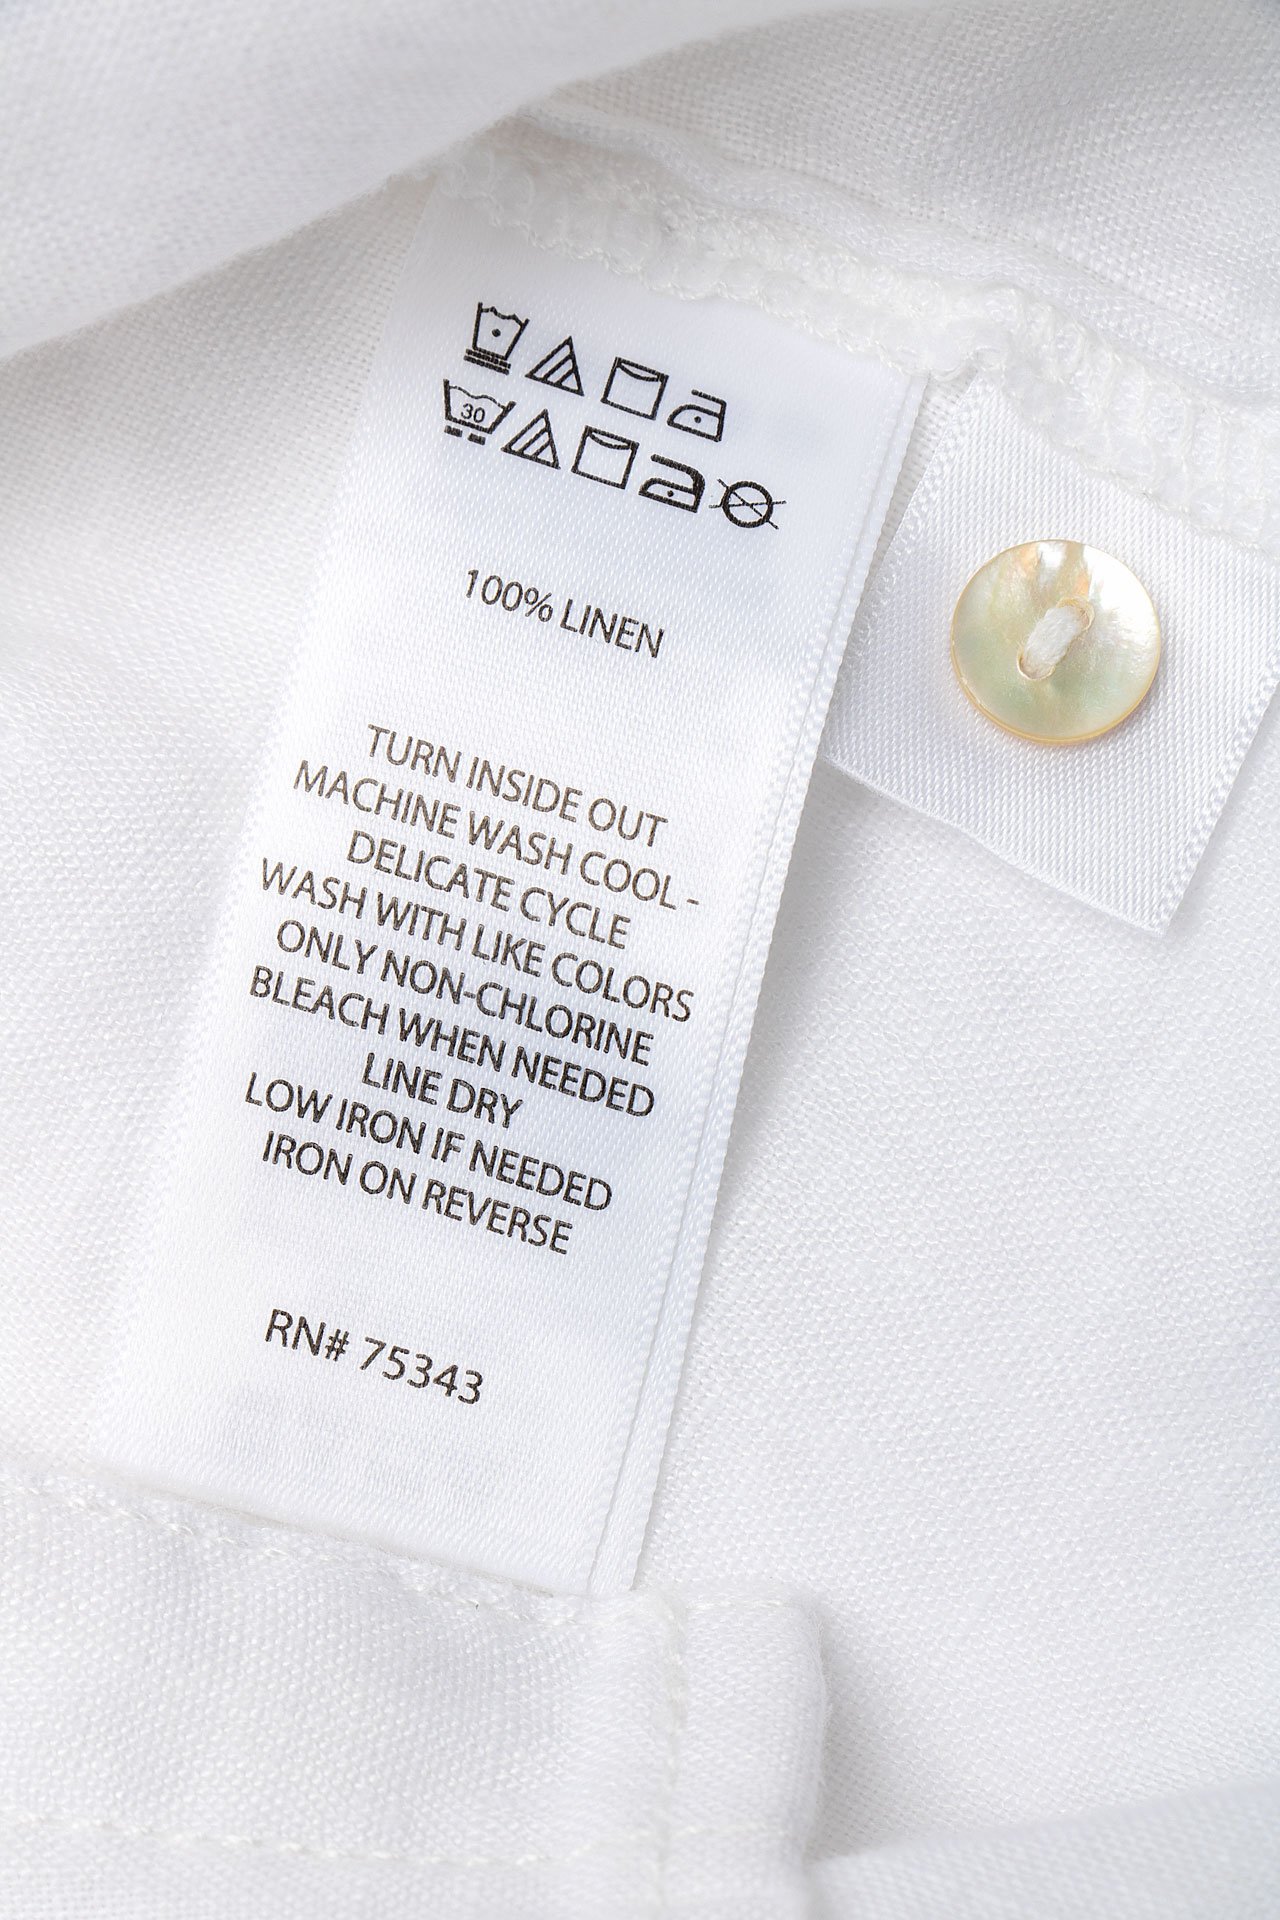 30
100% LINEN
TURN INSIDE OUT
MACHINE WASH COOL -
DELICATE CYCLE
WASH WITH LIKE COLORS
ONLY NON-CHLORINE
BLEACH WHEN NEEDED
LINE DRY
LOW IRON IF NEEDED
IRON ON REVERSE
RN# 75343